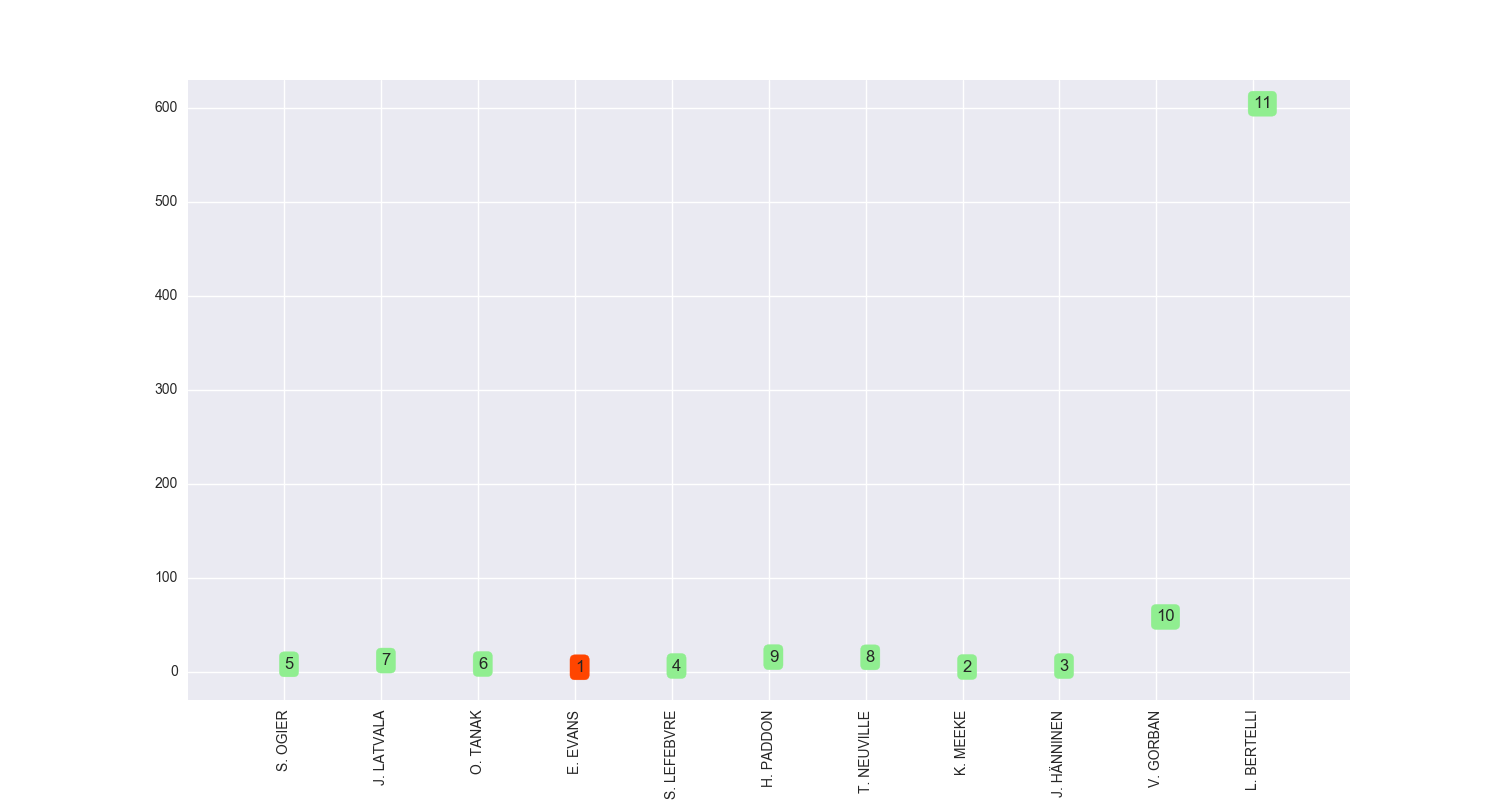 600
500
400
300
200
100
0
11
10
5
7
6
1
4
9
8
2
3
S. OGIER
J. LATVALA
O. TANAK
E. EVANS
S. LEFEBVRE
H. PADDON
T. NEUVILLE
K. MEEKE
J. HÄNNINEN
V. GORBAN
L. BERTELLI